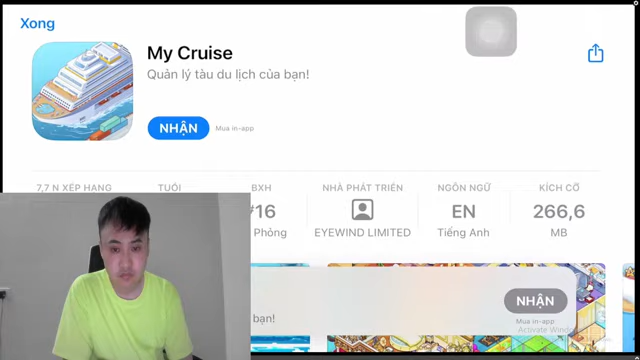 Xong
My Cruise
Quản lý tàu du lịch của bạn!
NHẬN
Mua in-app
7,7 N XẾP HẠNG
TUỔI
BXH
NHÀ PHÁT TRIỂN
NGÔN NGỮ
KÍCH CỠ
#16
EN
266,6
Phỏng
EYEWIND LIMITED
Tiếng Anh
MB
NHẬN
bạn!
Mua in-app
Activate Windo